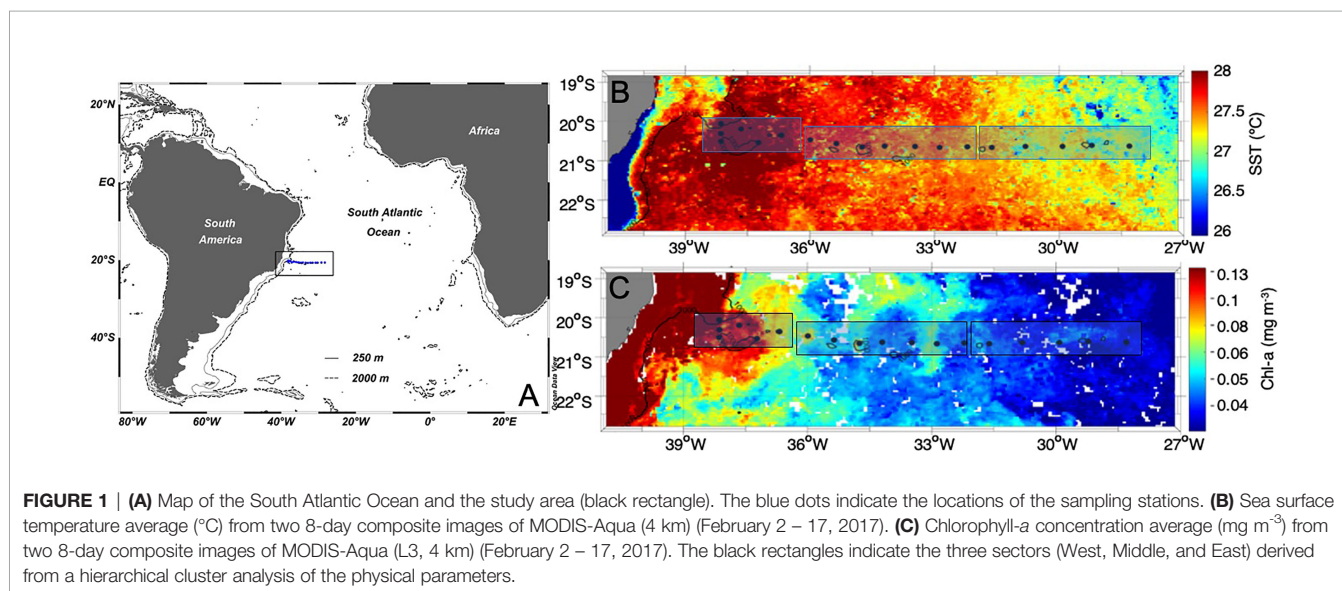 20°N
EQ
20°S
40°S
80°W
60°W
40°W
20°W
0°W
20°E
Africa
South
America
South Atlantic
Ocean
250 m
2000 m
A
B
19°S
20°S
21°S
22°S
39°W
36°W
33°W
30°W
27°W
28
27.5
27
26.5
26
SST (°C)
C
19°S
20°S
21°S
22°S
39°W
36°W
33°W
30°W
27°W
0.13
0.1
0.08
0.06
0.04
Chl-a (mg m-3)
FIGURE 1 | (A) Map of the South Atlantic Ocean and the study area (black rectangle). The blue dots indicate the locations of the sampling stations. (B) Sea surface
temperature average (°C) from two 8-day composite images of MODIS-Aqua (4 km) (February 2 – 17, 2017). (C) Chlorophyll-a concentration average (mg m-3) from
two 8-day composite images of MODIS-Aqua (L3, 4 km) (February 2 – 17, 2017). The black rectangles indicate the three sectors (West, Middle, and East) derived
from a hierarchical cluster analysis of the physical parameters.